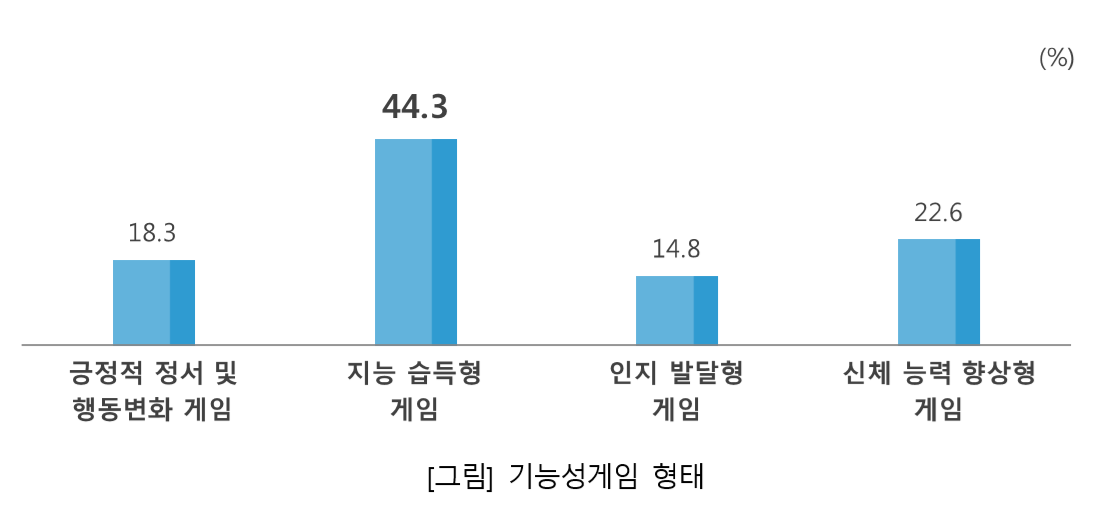 (%)
44.3
18.3
22.6
14.8
긍정적 정서 및
행동변화 게임
지능 습득형
게임
인지 발달형
게임
신체 능력 향상형
게임
[그림] 기능성게임 형태